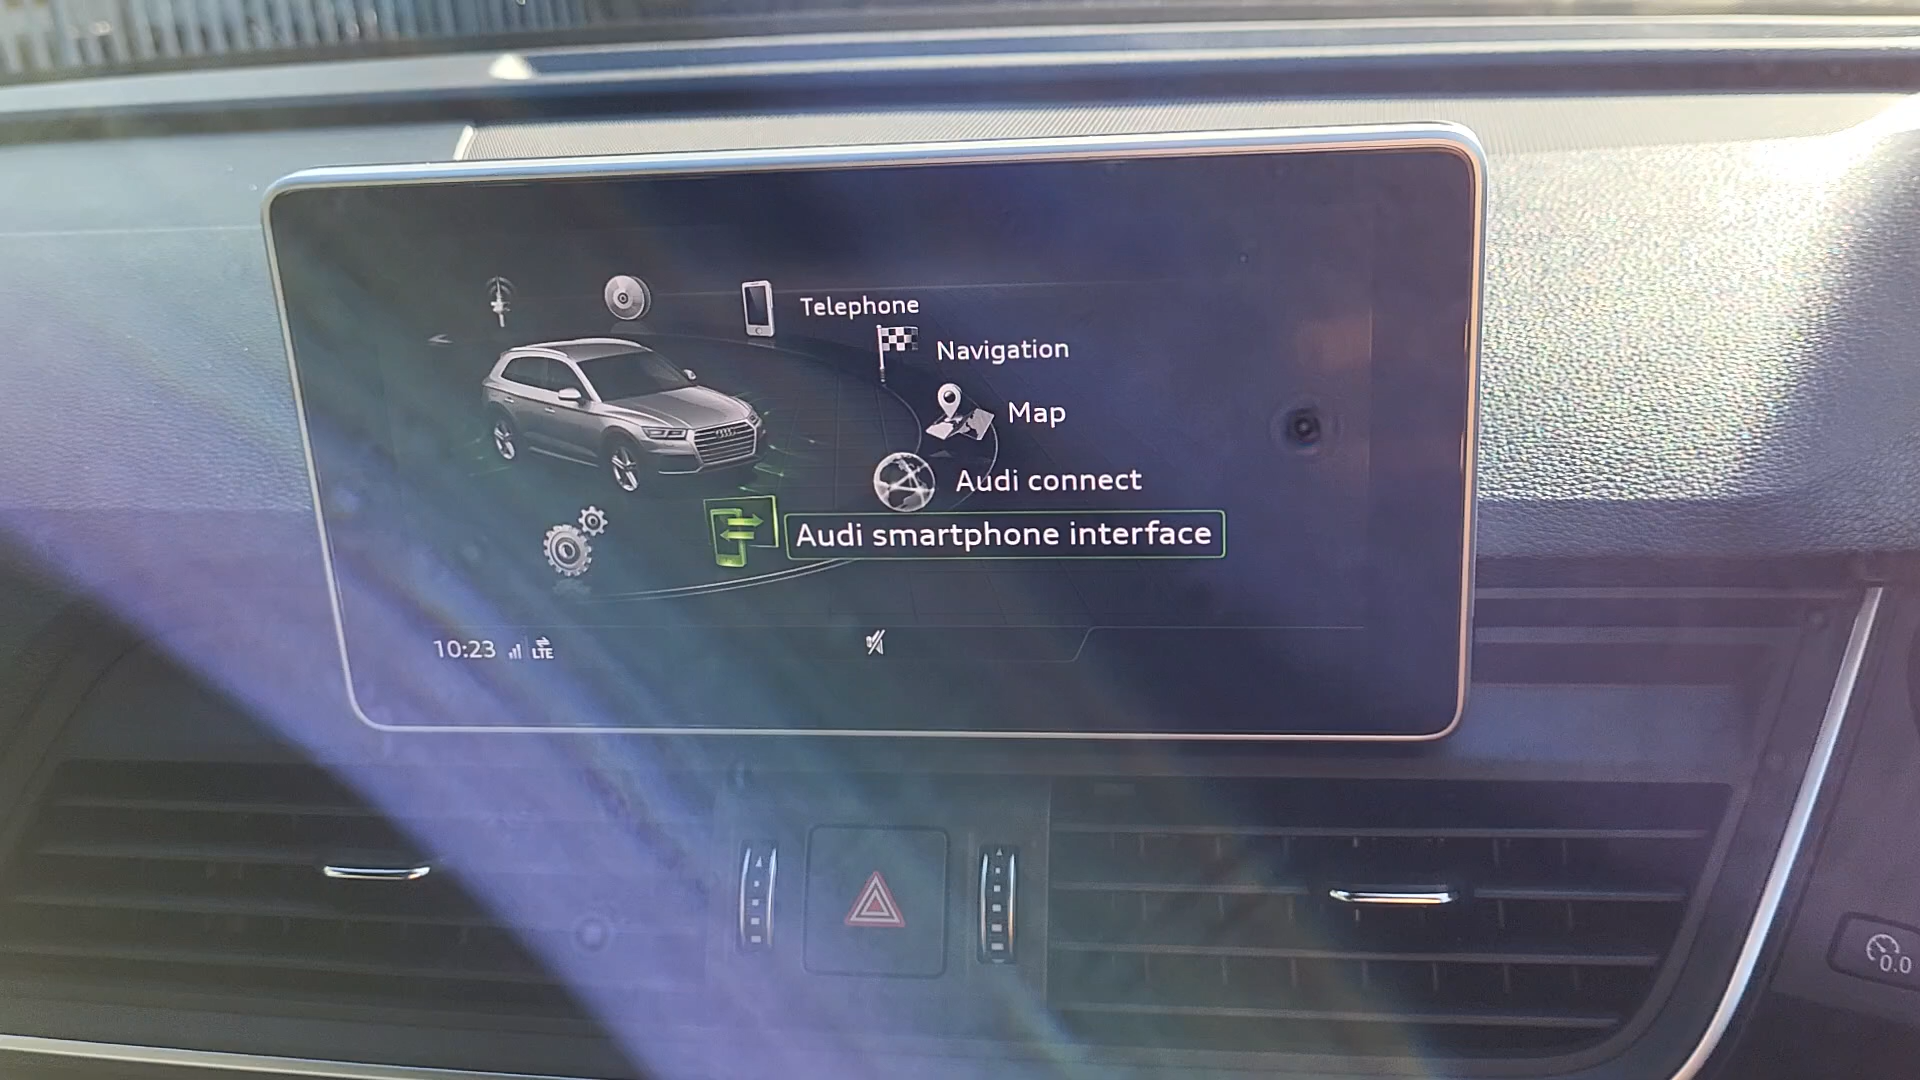 Telephone
Navigation
Map
Audi connect
Audi smartphone interface
10:23 LTE
0.0